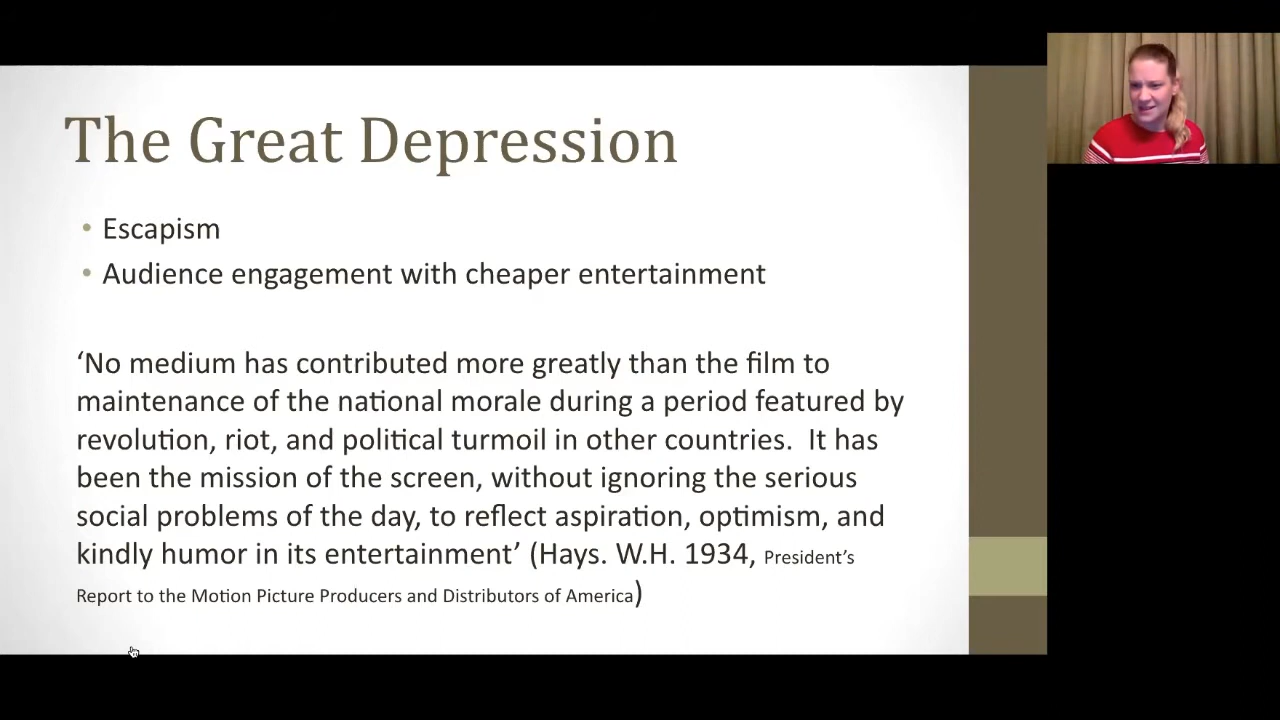 The Great Depression
• Escapism
• Audience engagement with cheaper entertainment
‘No medium has contributed more greatly than the film to
maintenance of the national morale during a period featured by
revolution, riot, and political turmoil in other countries.  It has
been the mission of the screen, without ignoring the serious
social problems of the day, to reflect aspiration, optimism, and
kindly humor in its entertainment’ (Hays. W.H. 1934, President’s
Report to the Motion Picture Producers and Distributors of America)